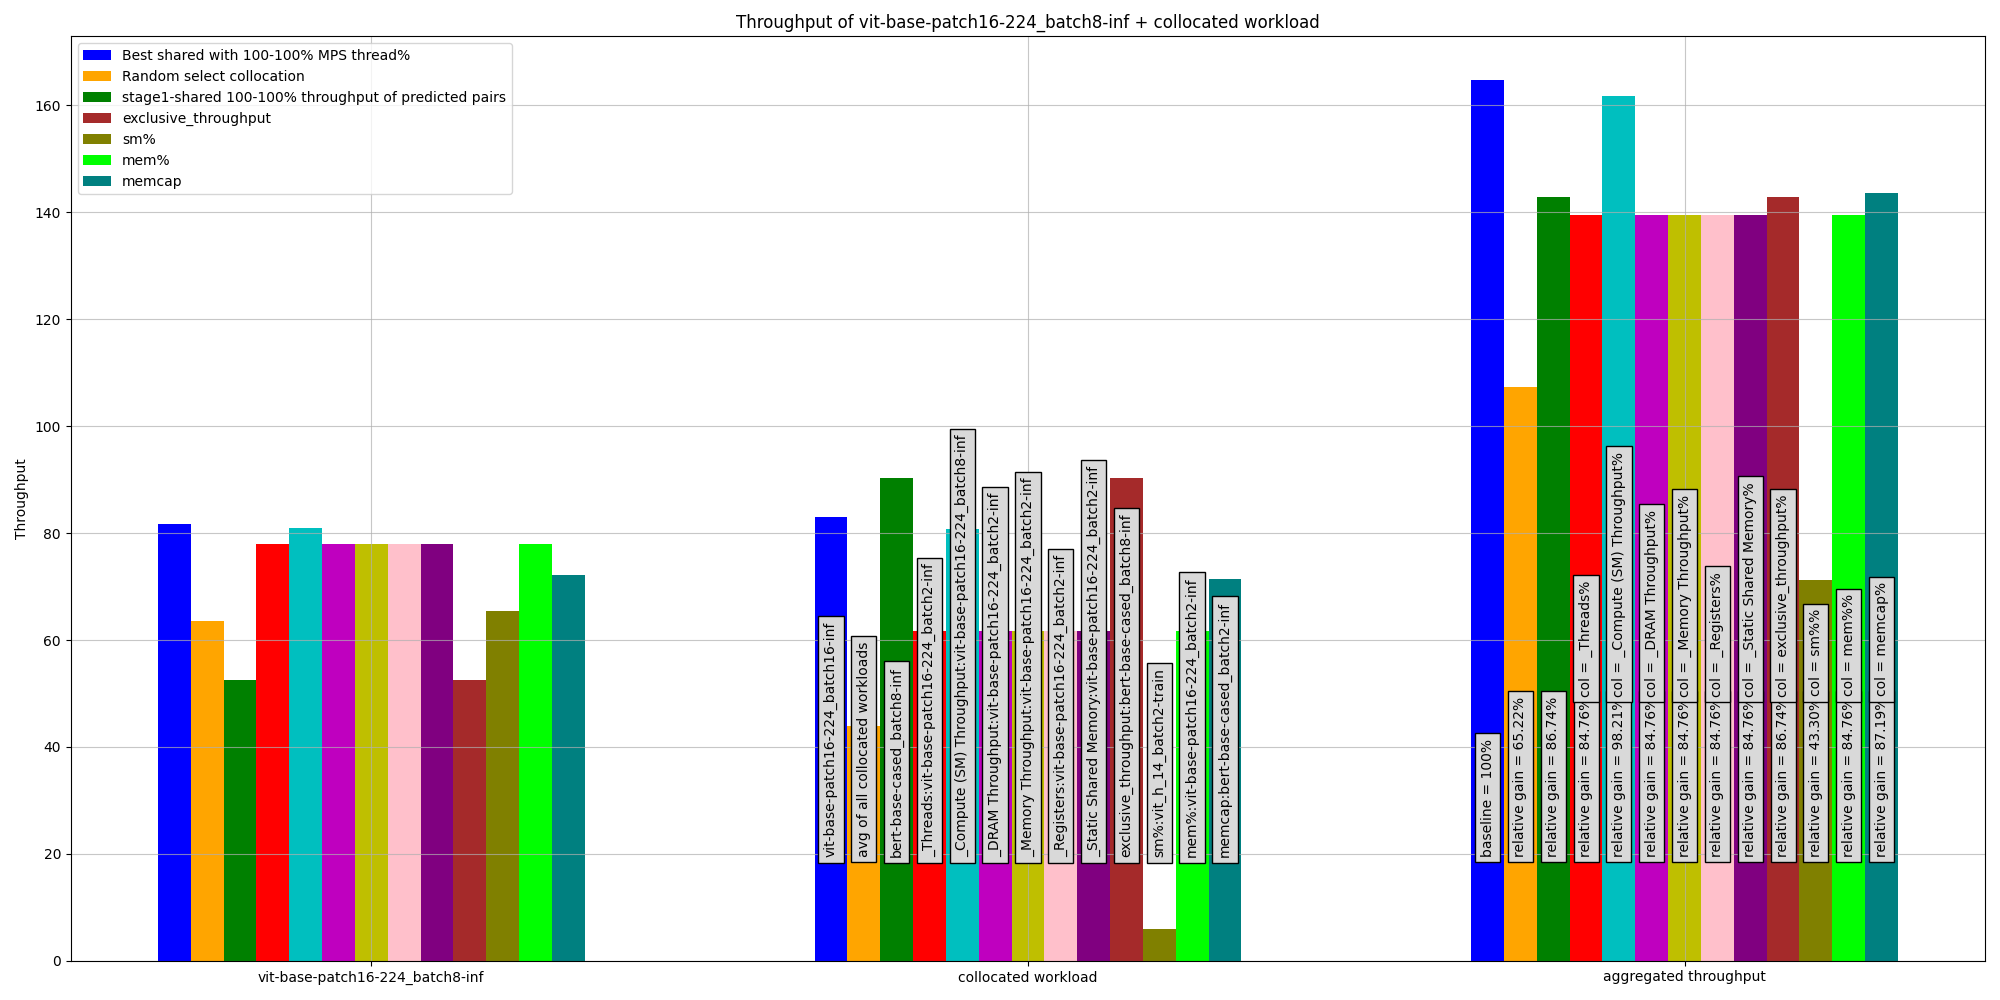 Throughput of vit-base-patch16-224_batch8-inf + collocated workload
Best shared with 100-100% MPS thread%
Random select collocation
stage1-shared 100-100% throughput of predicted pairs
exclusive_throughput
sm%
mem%
memcap
Throughput
160
140
120
100
80
60
40
20
0
vit-base-patch16-224_batch16-inf
avg of all collocated workloads
bert-base-cased_batch8-inf
_Threads:vit-base-patch16-224_batch2-inf
_Compute (SM) Throughput:vit-base-patch16-224_batch8-inf
_DRAM Throughput:vit-base-patch16-224_batch2-inf
_Memory Throughput:vit-base-patch16-224_batch2-inf
_Registers:vit-base-patch16-224_batch2-inf
_Static Shared Memory:vit-base-patch16-224_batch2-inf
exclusive_throughput:bert-base-cased_batch8-inf
sm%:vit_h_14_batch2-train
mem%:vit-base-patch16-224_batch2-inf
memcap:bert-base-cased_batch2-inf
baseline = 100%
relative gain = 65.22%
relative gain = 86.74%
relative gain = 84.76% col = _Threads%
relative gain = 98.21% col = _Compute (SM) Throughput%
relative gain = 84.76% col = _DRAM Throughput%
relative gain = 84.76% col = _Memory Throughput%
relative gain = 84.76% col = _Registers%
relative gain = 84.76% col = _Static Shared Memory%
relative gain = 86.74% col = exclusive_throughput%
relative gain = 43.30% col = sm%%
relative gain = 84.76% col = mem%%
relative gain = 87.19% col = memcap%
vit-base-patch16-224_batch8-inf
collocated workload
aggregated throughput